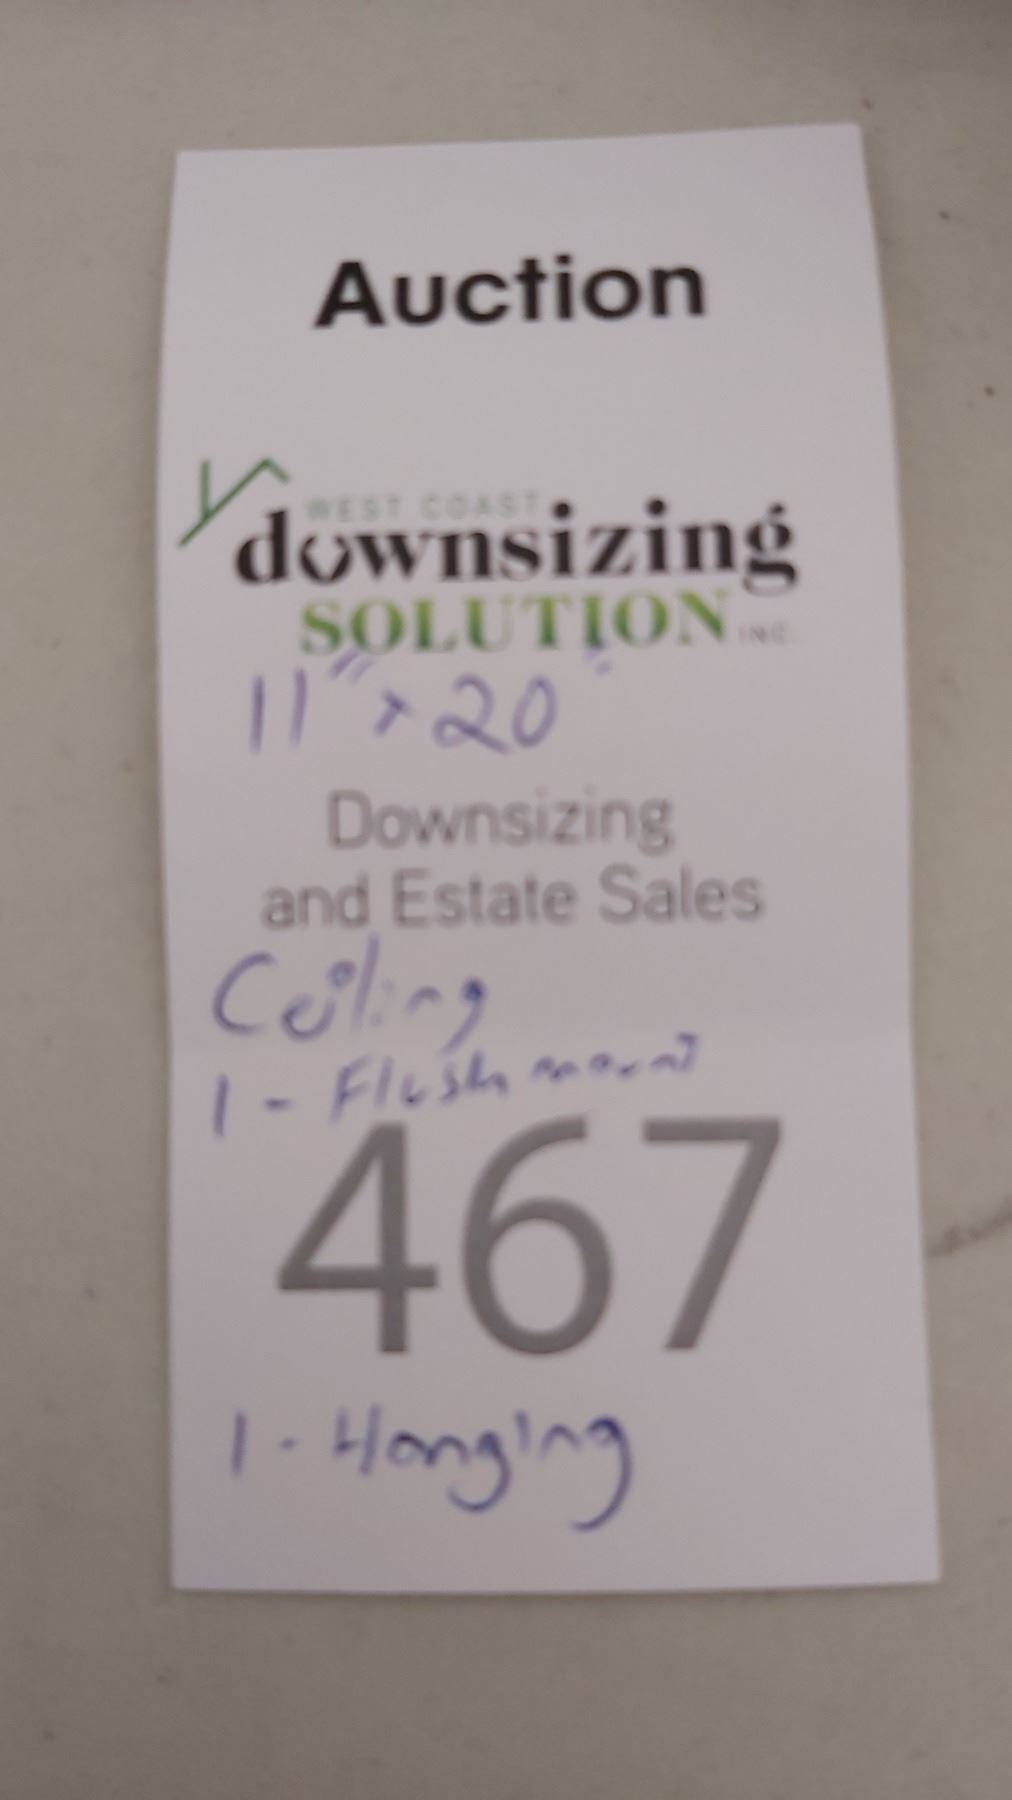 Auction
WEST COAST
downsizing
SOLUTION INC.
11" x 20"
Downsizing
and Estate Sales
Ceiling
1 - Flush mount
467
1 - Hanging